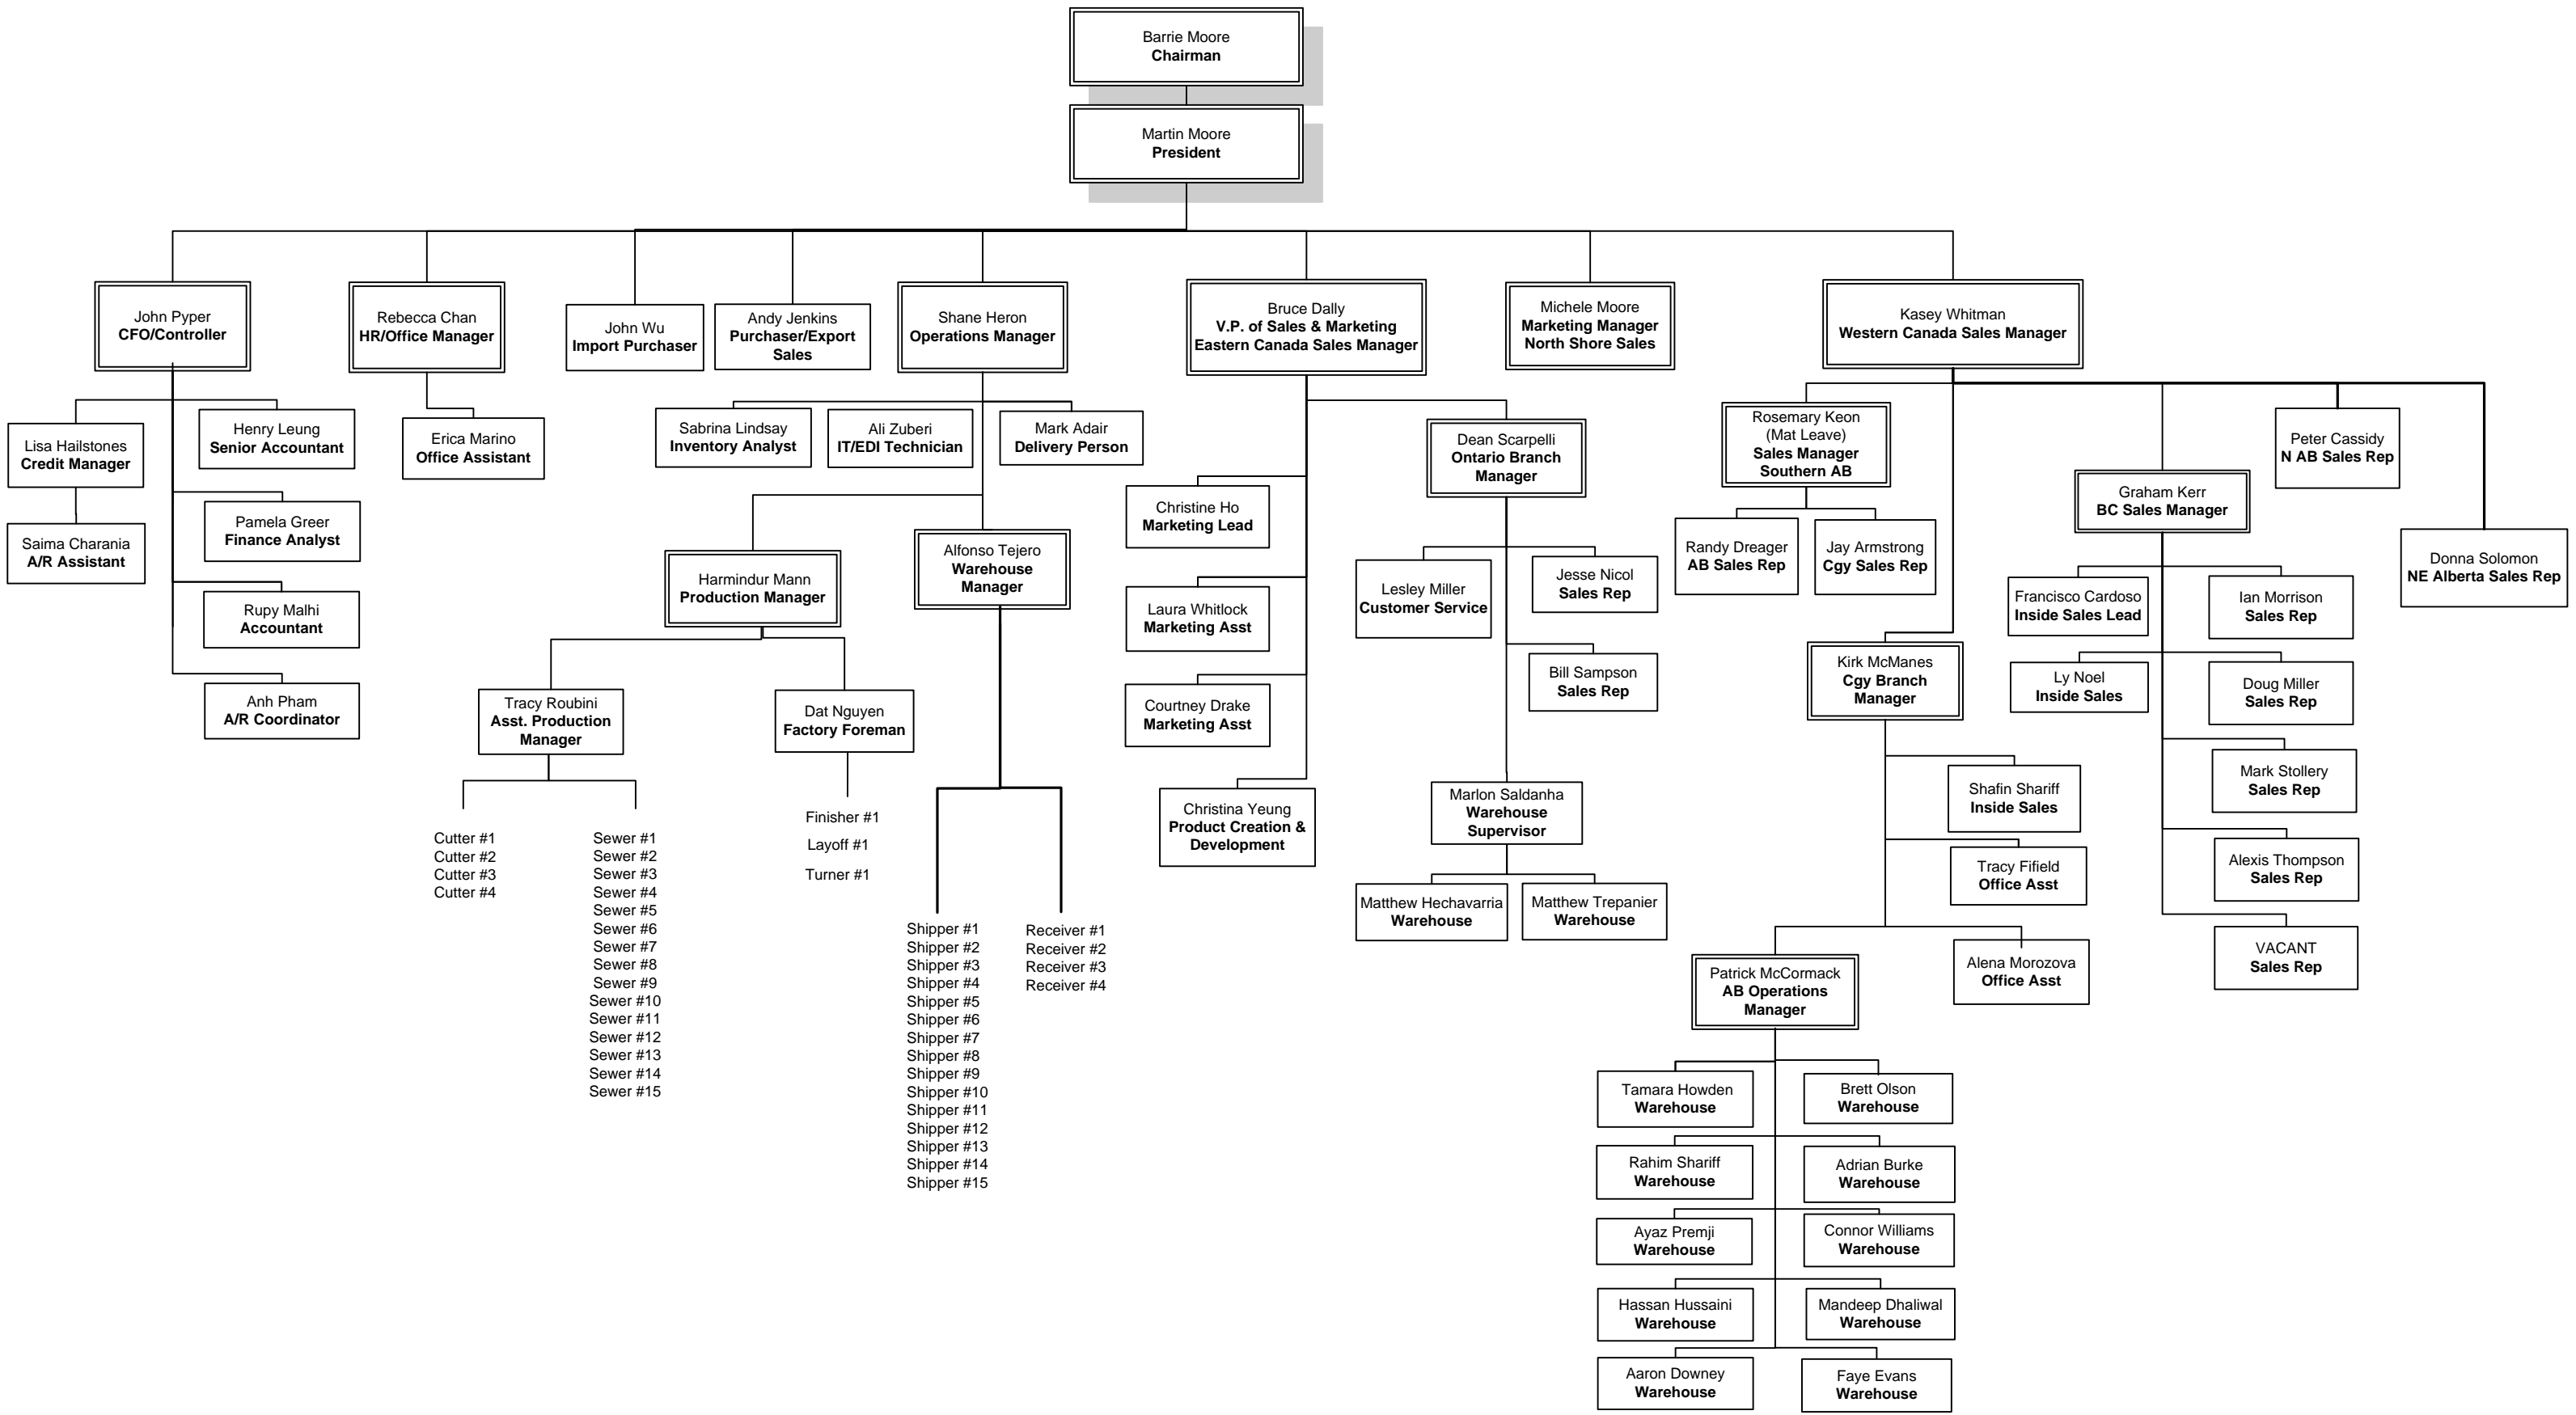 Barrie Moore
Chairman
Martin Moore
President
John Pyper
CFO/Controller
Rebecca Chan
HR/Office Manager
John Wu
Import Purchaser
Andy Jenkins
Purchaser/Export
Sales
Shane Heron
Operations Manager
Bruce Dally
V.P. of Sales & Marketing
Eastern Canada Sales Manager
Michele Moore
Marketing Manager
North Shore Sales
Kasey Whitman
Western Canada Sales Manager
Lisa Hailstones
Credit Manager
Henry Leung
Senior Accountant
Saima Charania
A/R Assistant
Pamela Greer
Finance Analyst
Rupy Malhi
Accountant
Anh Pham
A/R Coordinator
Erica Marino
Office Assistant
Sabrina Lindsay
Inventory Analyst
Ali Zuberi
IT/EDI Technician
Mark Adair
Delivery Person
Harmindur Mann
Production Manager
Alfonso Tejero
Warehouse
Manager
Tracy Roubini
Asst. Production
Manager
Dat Nguyen
Factory Foreman
Cutter #1
Cutter #2
Cutter #3
Cutter #4
Sewer #1
Sewer #2
Sewer #3
Sewer #4
Sewer #5
Sewer #6
Sewer #7
Sewer #8
Sewer #9
Sewer #10
Sewer #11
Sewer #12
Sewer #13
Sewer #14
Sewer #15
Finisher #1
Layoff #1
Turner #1
Shipper #1
Shipper #2
Shipper #3
Shipper #4
Shipper #5
Shipper #6
Shipper #7
Shipper #8
Shipper #9
Shipper #10
Shipper #11
Shipper #12
Shipper #13
Shipper #14
Shipper #15
Receiver #1
Receiver #2
Receiver #3
Receiver #4
Christine Ho
Marketing Lead
Laura Whitlock
Marketing Asst
Courtney Drake
Marketing Asst
Christina Yeung
Product Creation &
Development
Dean Scarpelli
Ontario Branch
Manager
Lesley Miller
Customer Service
Jesse Nicol
Sales Rep
Bill Sampson
Sales Rep
Marlon Saldanha
Warehouse
Supervisor
Matthew Hechavarria
Warehouse
Matthew Trepanier
Warehouse
Rosemary Keon
(Mat Leave)
Sales Manager
Southern AB
Randy Dreager
AB Sales Rep
Jay Armstrong
Cgy Sales Rep
Kirk McManes
Cgy Branch
Manager
Shafin Shariff
Inside Sales
Tracy Fifield
Office Asst
Patrick McCormack
AB Operations
Manager
Alena Morozova
Office Asst
Tamara Howden
Warehouse
Brett Olson
Warehouse
Rahim Shariff
Warehouse
Adrian Burke
Warehouse
Ayaz Premji
Warehouse
Connor Williams
Warehouse
Hassan Hussaini
Warehouse
Mandeep Dhaliwal
Warehouse
Aaron Downey
Warehouse
Faye Evans
Warehouse
Graham Kerr
BC Sales Manager
Francisco Cardoso
Inside Sales Lead
Ian Morrison
Sales Rep
Ly Noel
Inside Sales
Doug Miller
Sales Rep
Mark Stollery
Sales Rep
Alexis Thompson
Sales Rep
VACANT
Sales Rep
Peter Cassidy
N AB Sales Rep
Donna Solomon
NE Alberta Sales Rep